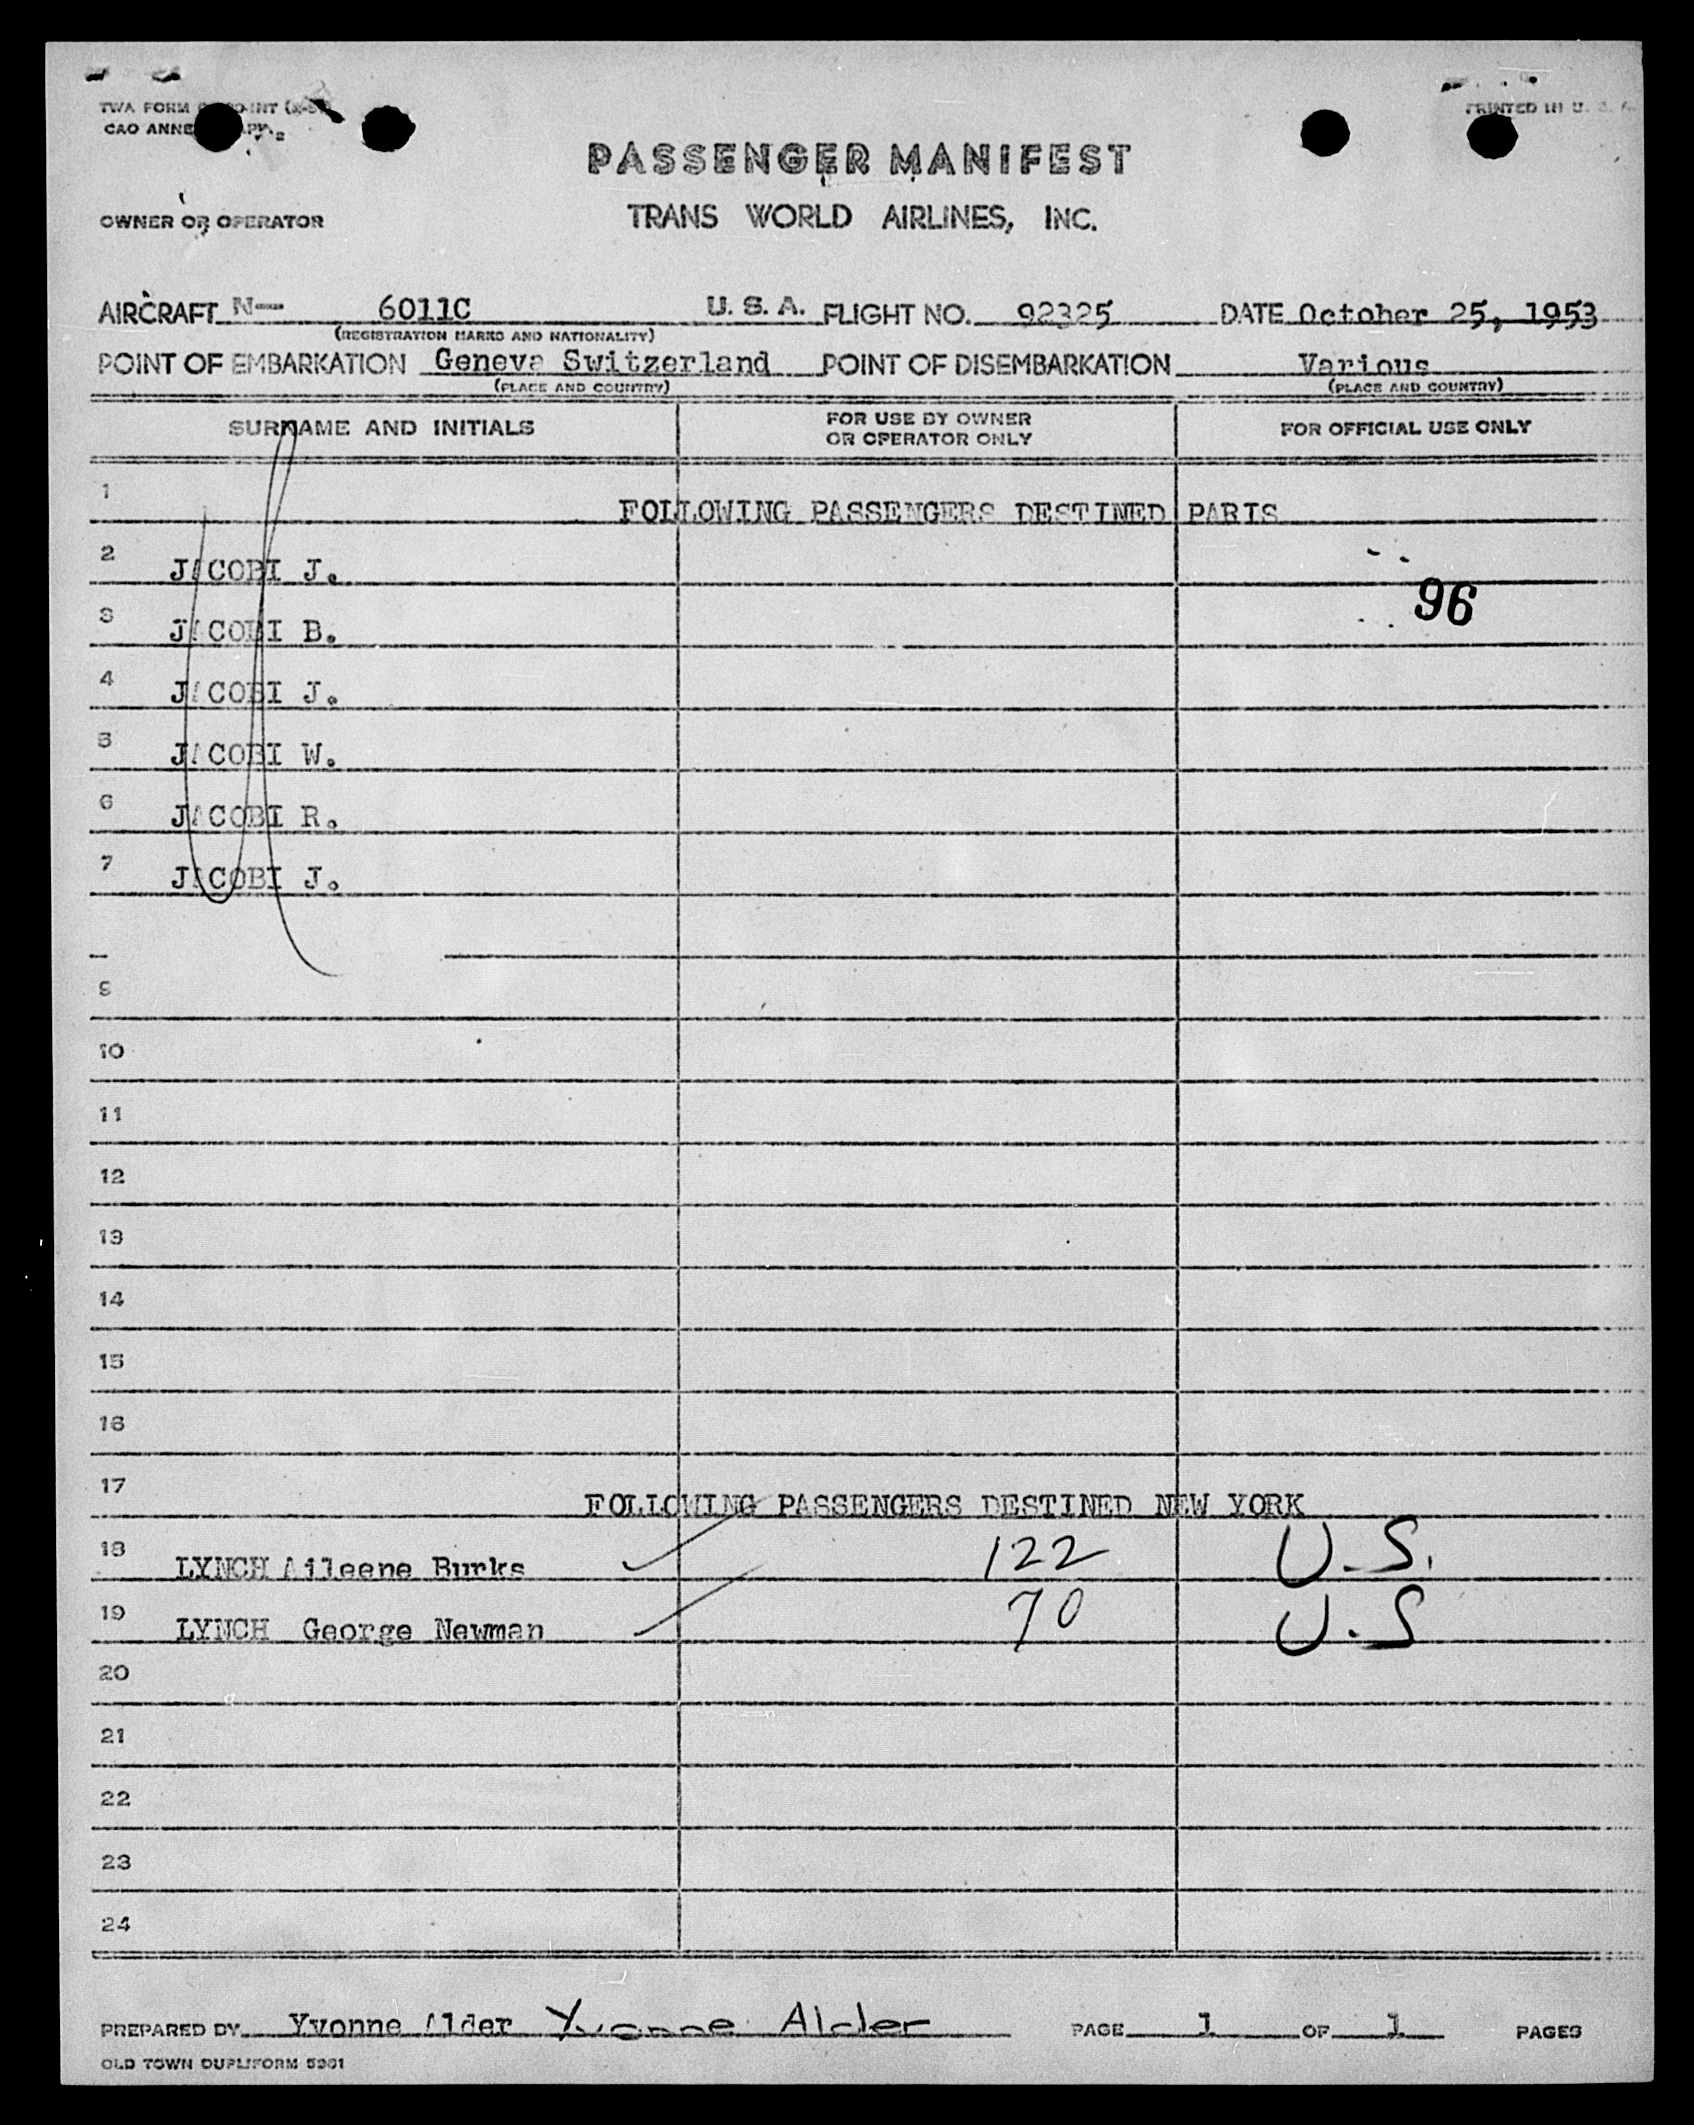 TWA FORM
CAO ANNE
PRINTED IN U. S. A.
PASSENGER MANIFEST
OWNER OR OPERATOR TRANS WORLD AIRLINES, INC.
AIRCRAFT N- 6011C U. S. A. FLIGHT NO. 92325 DATE October 25, 1953
(REGISTRATION MARKS AND NATIONALITY)
POINT OF EMBARKATION Geneva Switzerland POINT OF DISEMBARKATION Various
(PLACE AND COUNTRY) (PLACE AND COUNTRY)
SURNAME AND INITIALS FOR USE BY OWNER OR OPERATOR ONLY FOR OFFICIAL USE ONLY
1 FOLLOWING PASSENGERS DESTINED PARIS
2 JACOBI J.
96
3 JACOBI B.
4 JACOBI J.
5 JACOBI W.
6 JACOBI R.
7 JACOBI J.
9
10
11
12
13
14
15
16
17 FOLLOWING PASSENGERS DESTINED NEW YORK
18 LYNCH Aileene Burks 122 U.S.
19 LYNCH George Newman 70 U.S
20
21
22
23
24
PREPARED BY Yvonne Alder Yvonne Alder PAGE 1 OF 1 PAGES
OLD TOWN DUPLIFORM 5961